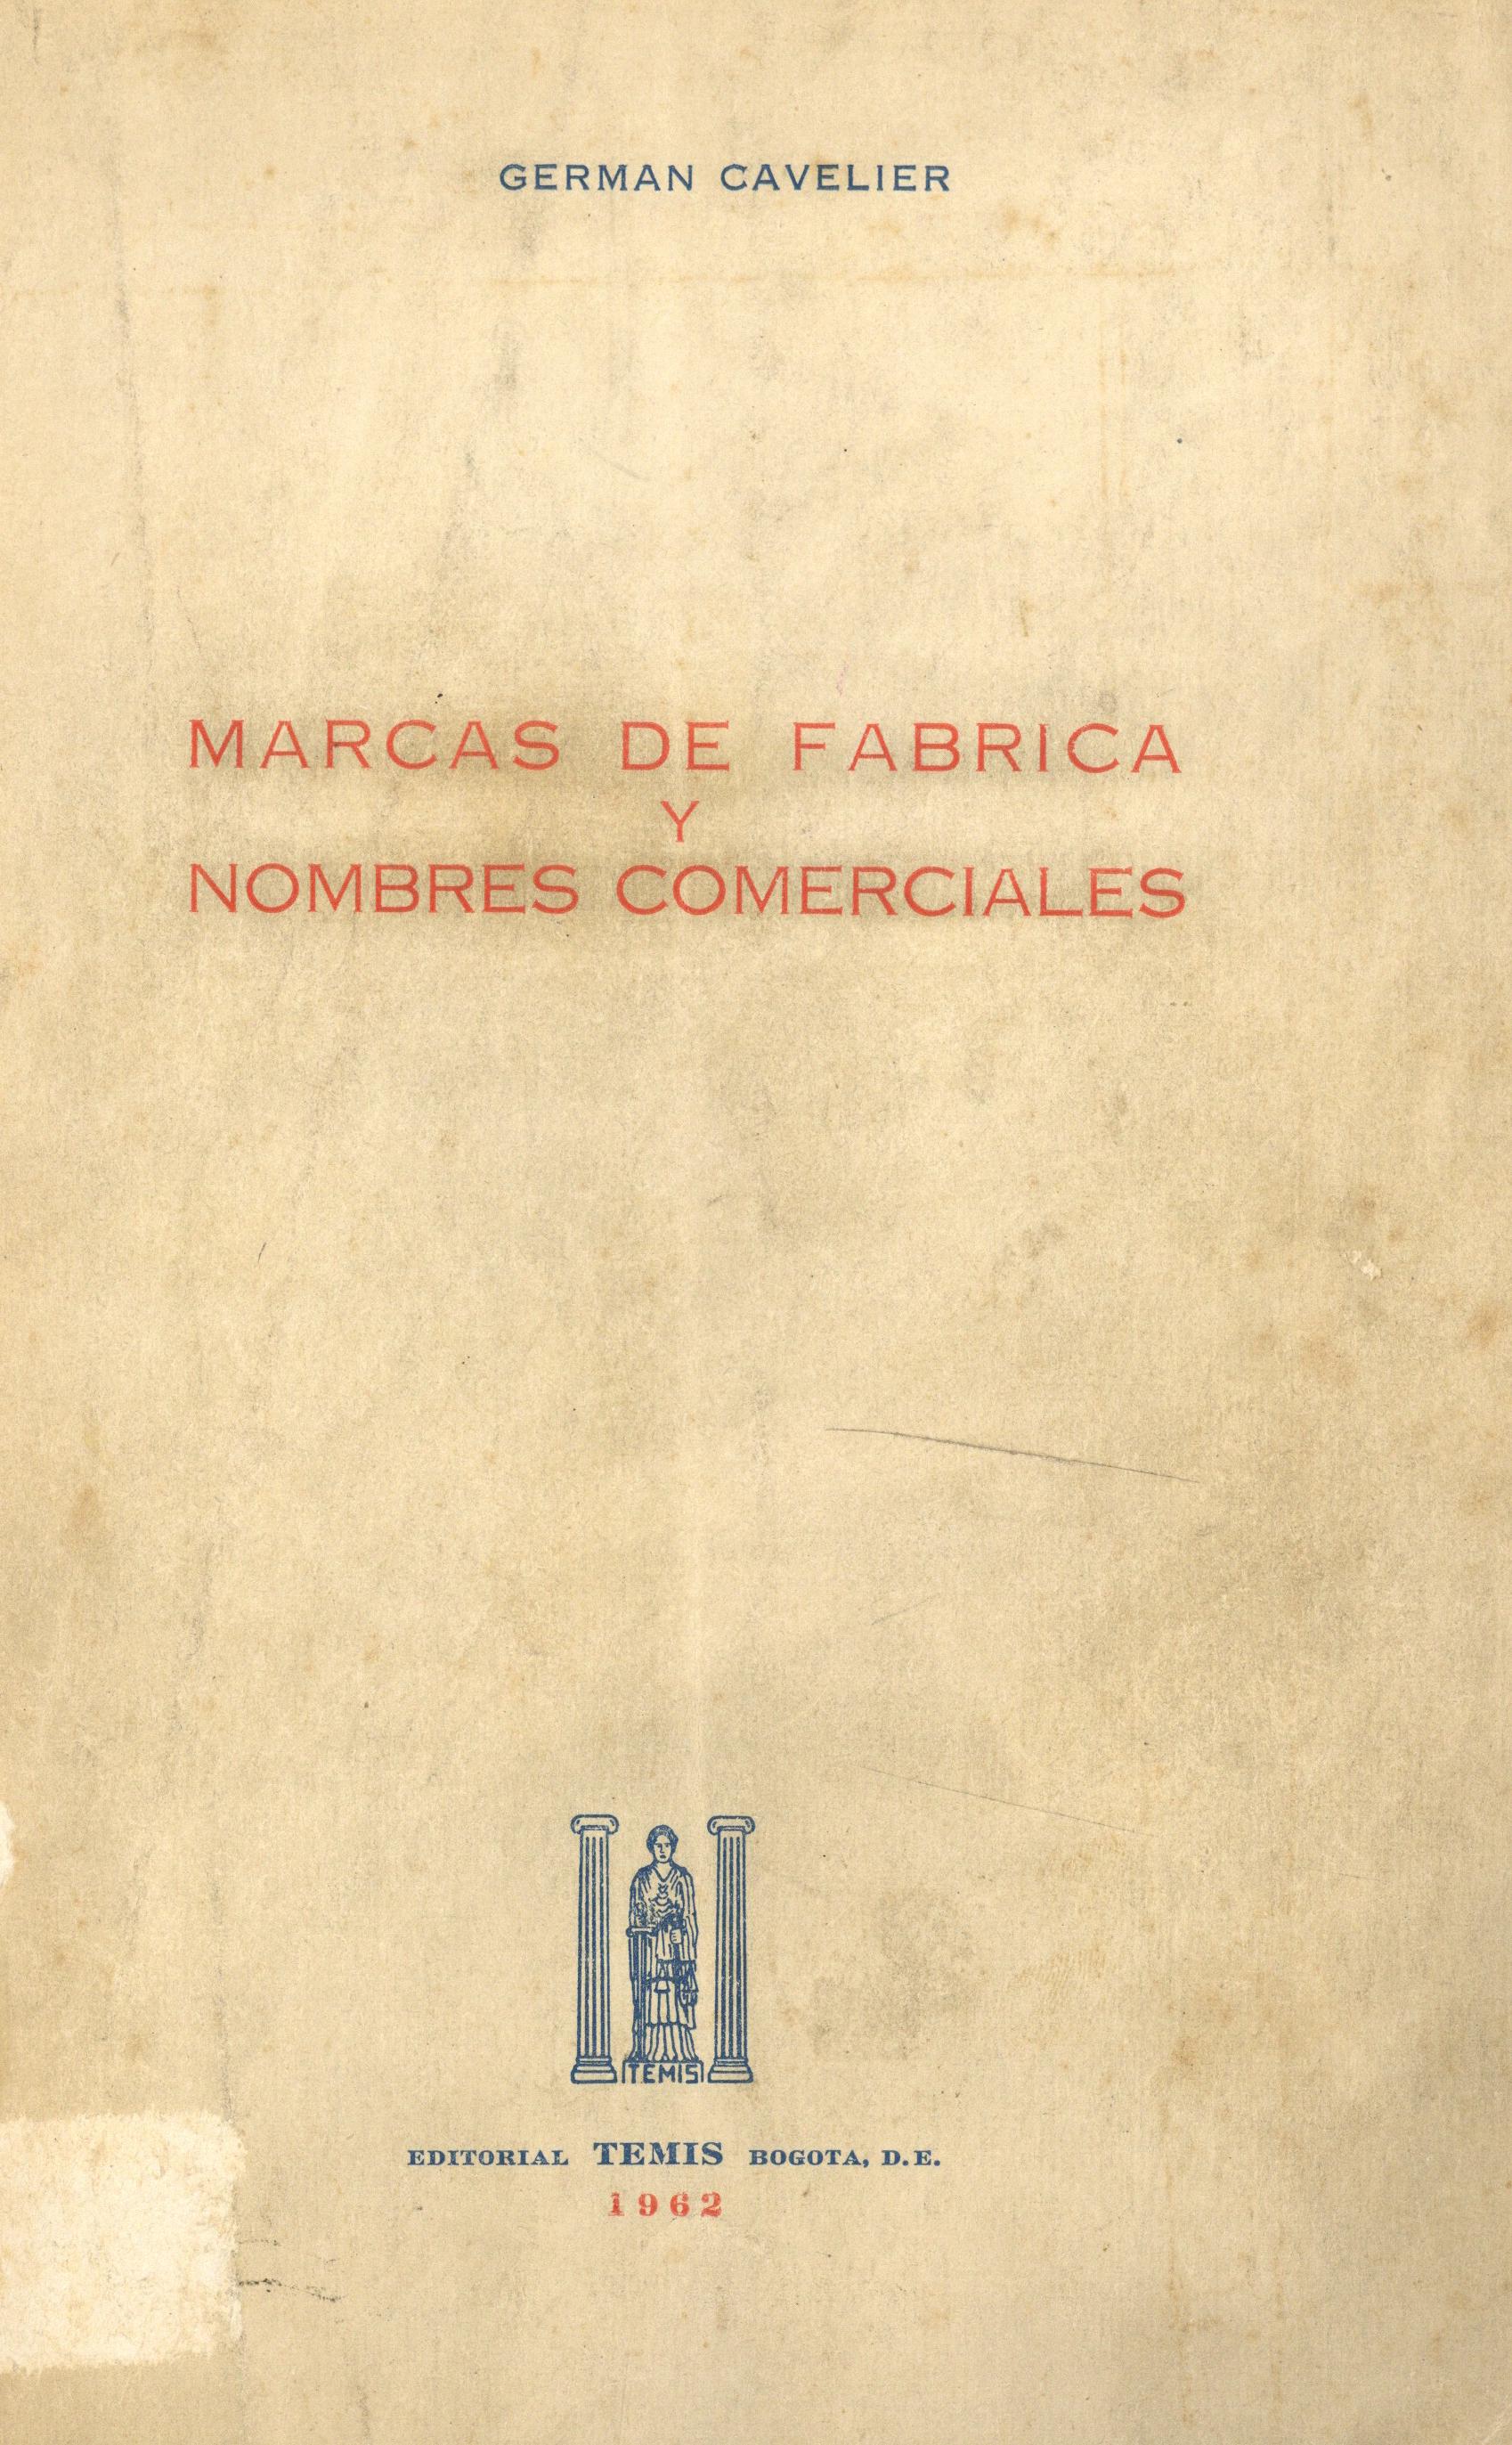 GERMAN CAVELIER
MARCAS DE FABRICA
Y
NOMBRES COMERCIALES
TEMIS
EDITORIAL TEMIS BOGOTA, D.E.
1962